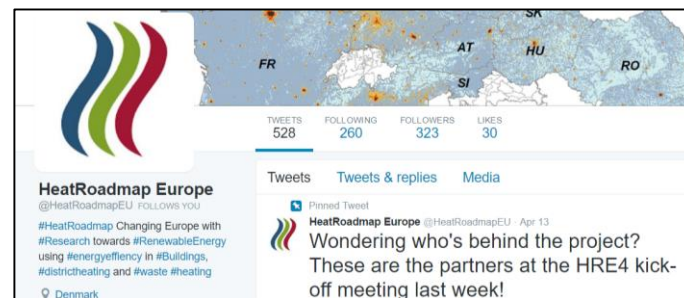 SK
FR
AT
HU
SI
RO
TWEETS
528
FOLLOWING
260
FOLLOWERS
323
LIKES
30
HeatRoadmap Europe
@HeatRoadmapEU FOLLOWS YOU
#HeatRoadmap Changing Europe with
#Research towards #RenewableEnergy
using #energyeffiency in #Buildings,
#districtheating and #waste #heating
Denmark
Tweets Tweets & replies Media
Pinned Tweet
HeatRoadmap Europe @HeatRoadmapEU · Apr 13
Wondering who's behind the project?
These are the partners at the HRE4 kick-
off meeting last week!